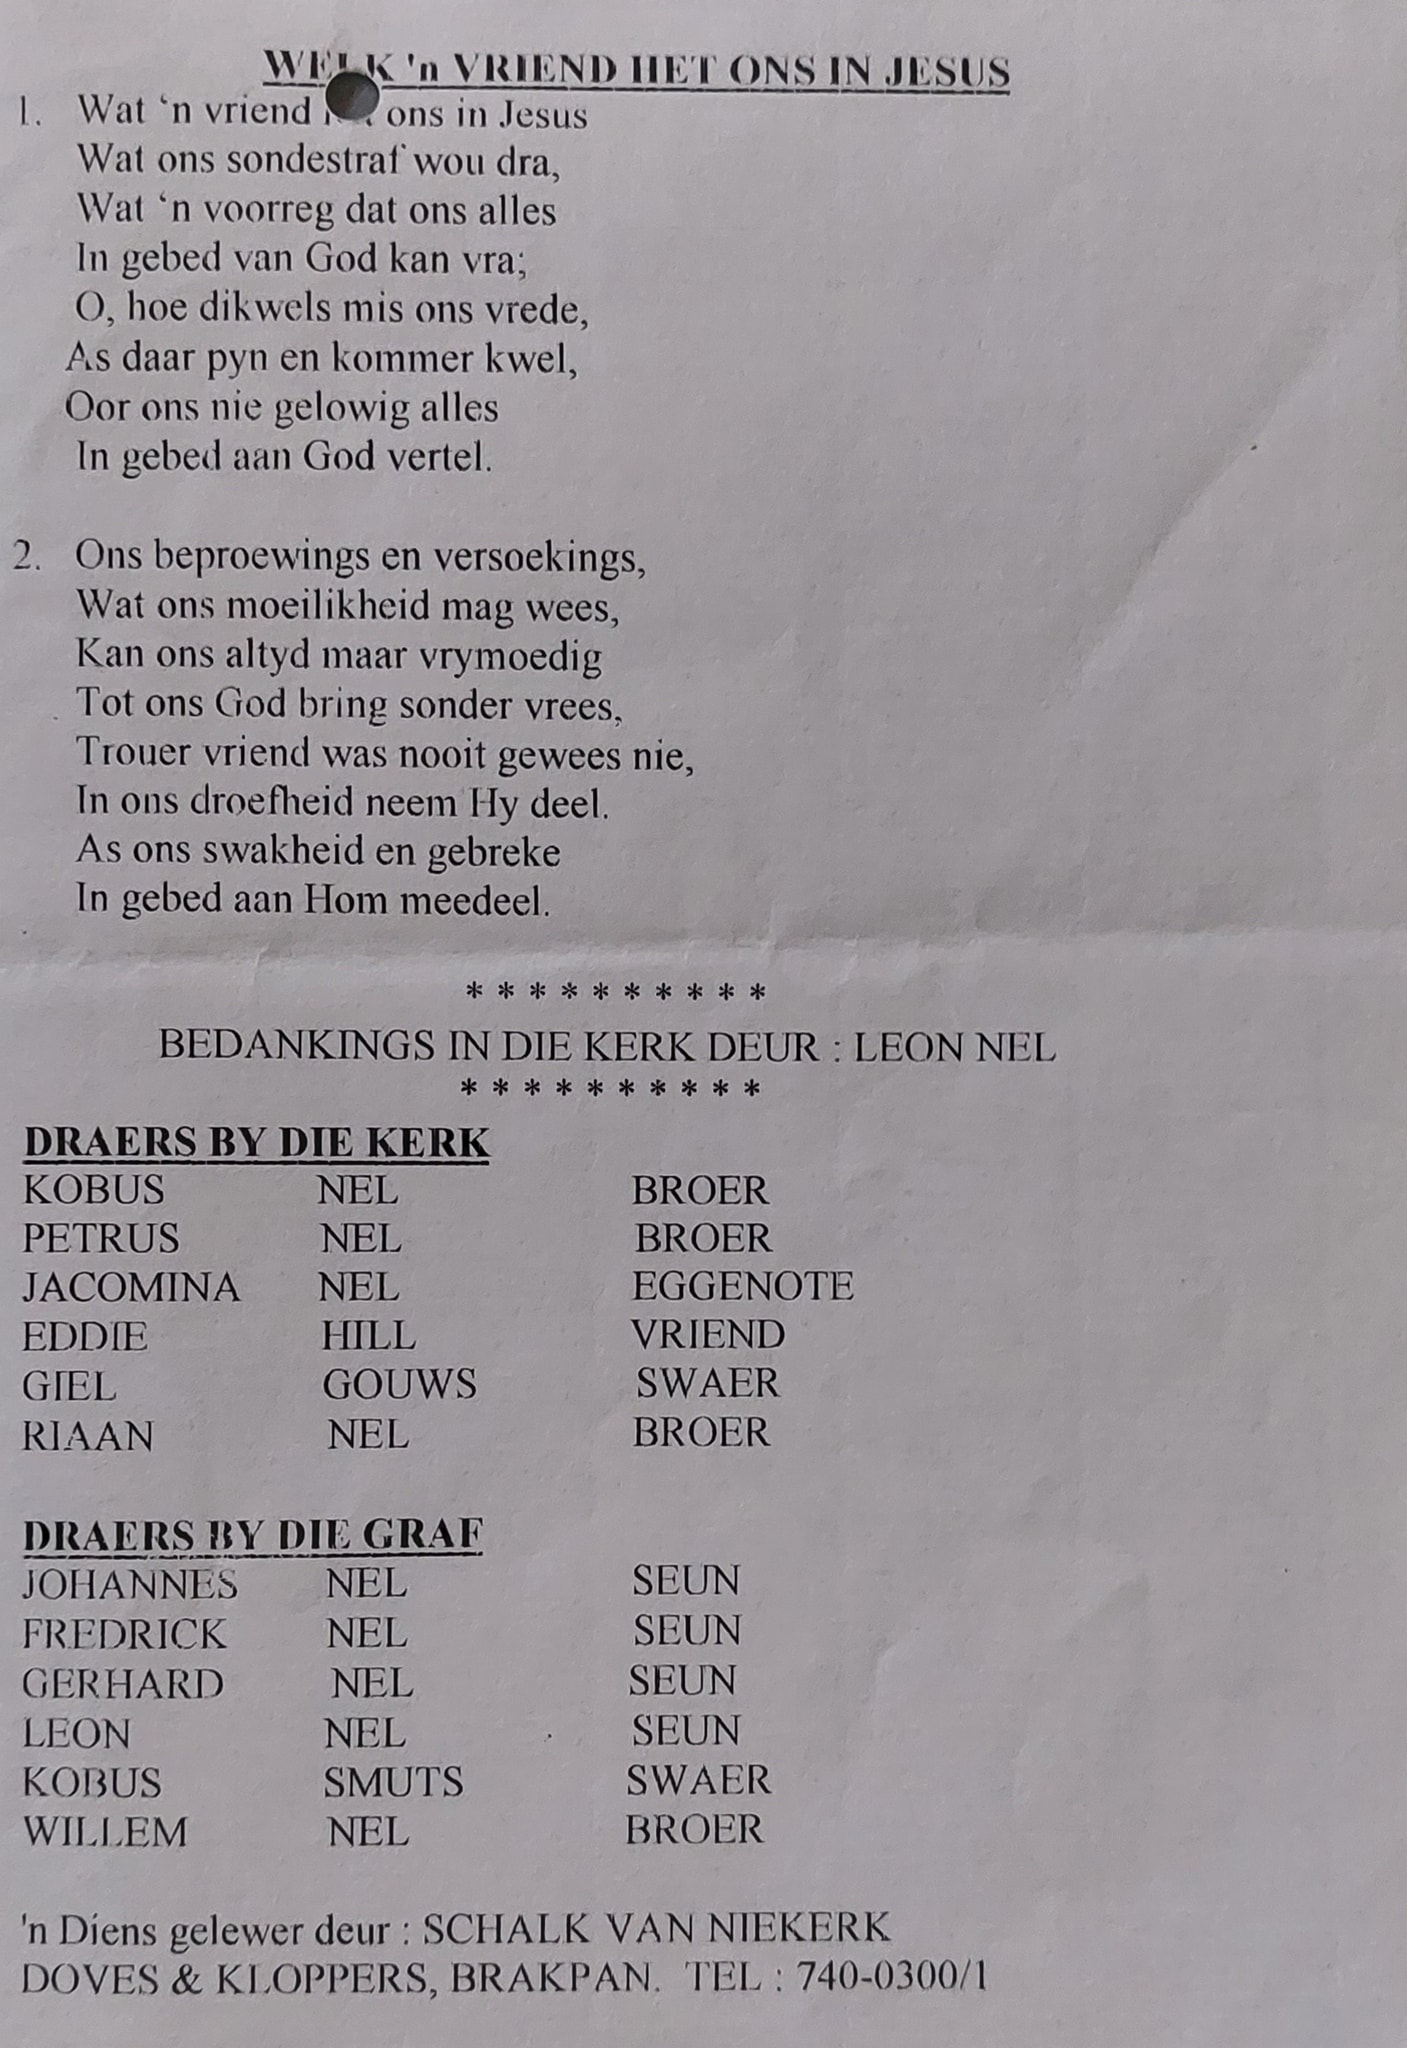 WELK 'n VRIEND HET ONS IN JESUS
1. Wat ‘n vriend het ons in Jesus
Wat ons sondestraf wou dra,
Wat ‘n voorreg dat ons alles
In gebed van God kan vra;
O, hoe dikwels mis ons vrede,
As daar pyn en kommer kwel,
Oor ons nie gelowig alles
In gebed aan God vertel.
2. Ons beproewings en versoekings,
Wat ons moeilikheid mag wees,
Kan ons altyd maar vrymoedig
Tot ons God bring sonder vrees,
Trouer vriend was nooit gewees nie,
In ons droefheid neem Hy deel.
As ons swakheid en gebreke
In gebed aan Hom meedeel.
* * * * * * * * * *
BEDANKINGS IN DIE KERK DEUR : LEON NEL
* * * * * * * * * *
DRAERS BY DIE KERK
KOBUS NEL BROER
PETRUS NEL BROER
JACOMINA NEL EGGENOTE
EDDIE HILL VRIEND
GIEL GOUWS SWAER
RIAAN NEL BROER
DRAERS BY DIE GRAF
JOHANNES NEL SEUN
FREDRICK NEL SEUN
GERHARD NEL SEUN
LEON NEL SEUN
KOBUS SMUTS SWAER
WILLEM NEL BROER
'n Diens gelewer deur : SCHALK VAN NIEKERK
DOVES & KLOPPERS, BRAKPAN. TEL : 740-0300/1